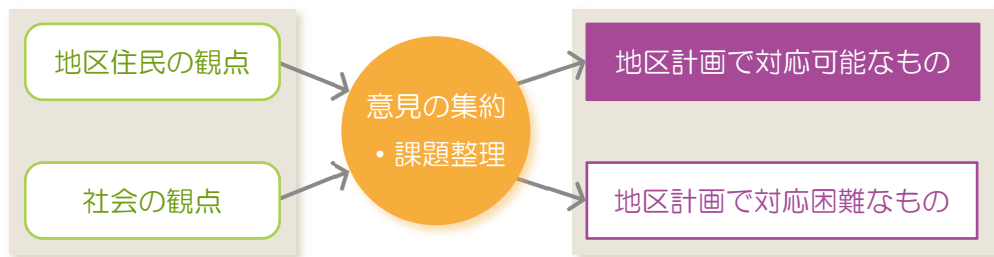 地区住民の観点
社会の観点
意見の集約
・課題整理
地区計画で対応可能なもの
地区計画で対応困難なもの